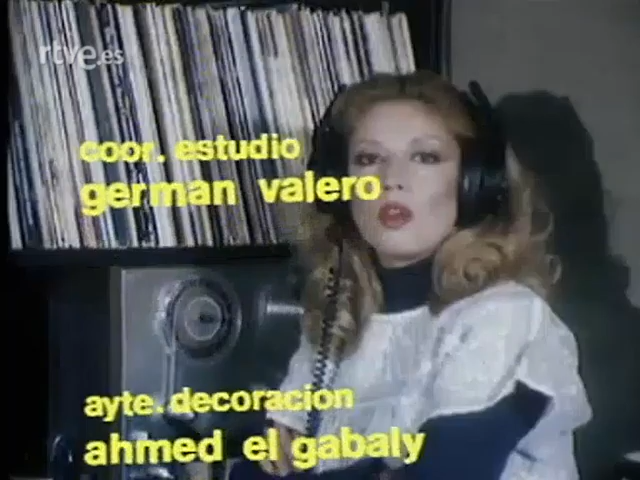 rtve.es
coor. estudio
german valero
ayte.decoracion
ahmed el gabaly